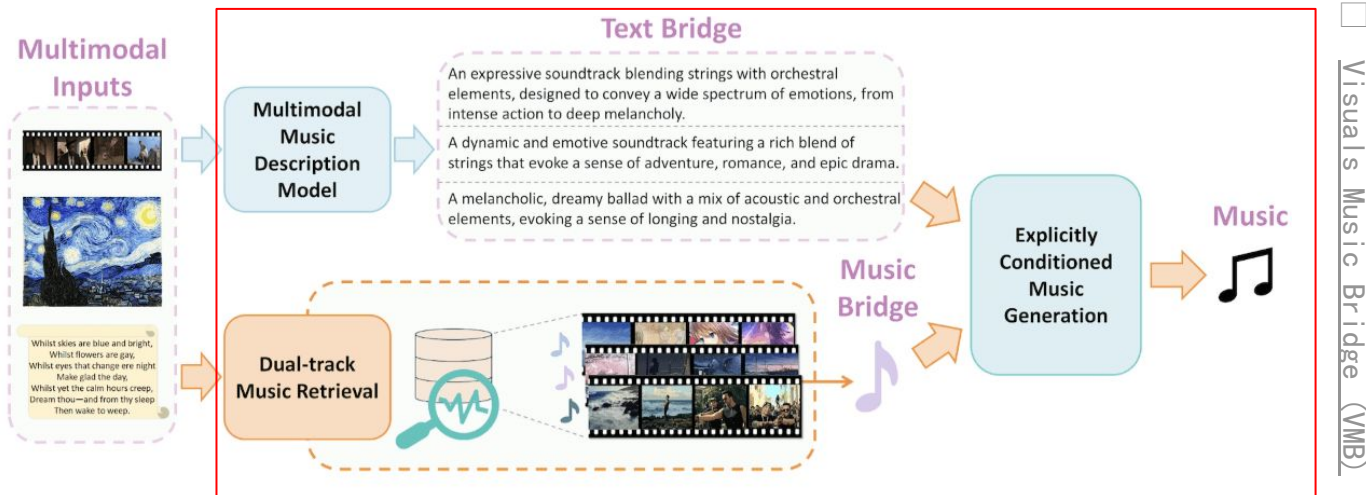 Multimodal
Inputs
Whilst skies are blue and bright,
Whilst flowers are gay,
Whilst eyes that change ere night
Make glad the day,
Whilst yet the calm hours creep,
Dream thou—and from thy sleep
Then wake to weep.
Multimodal
Music
Description
Model
Text Bridge
An expressive soundtrack blending strings with orchestral
elements, designed to convey a wide spectrum of emotions, from
intense action to deep melancholy.
A dynamic and emotive soundtrack featuring a rich blend of
strings that evoke a sense of adventure, romance, and epic drama.
A melancholic, dreamy ballad with a mix of acoustic and orchestral
elements, evoking a sense of longing and nostalgia.
Dual-track
Music Retrieval
Music
Bridge
Explicitly
Conditioned
Music
Generation
Music
Visuals Music Bridge (VMB)